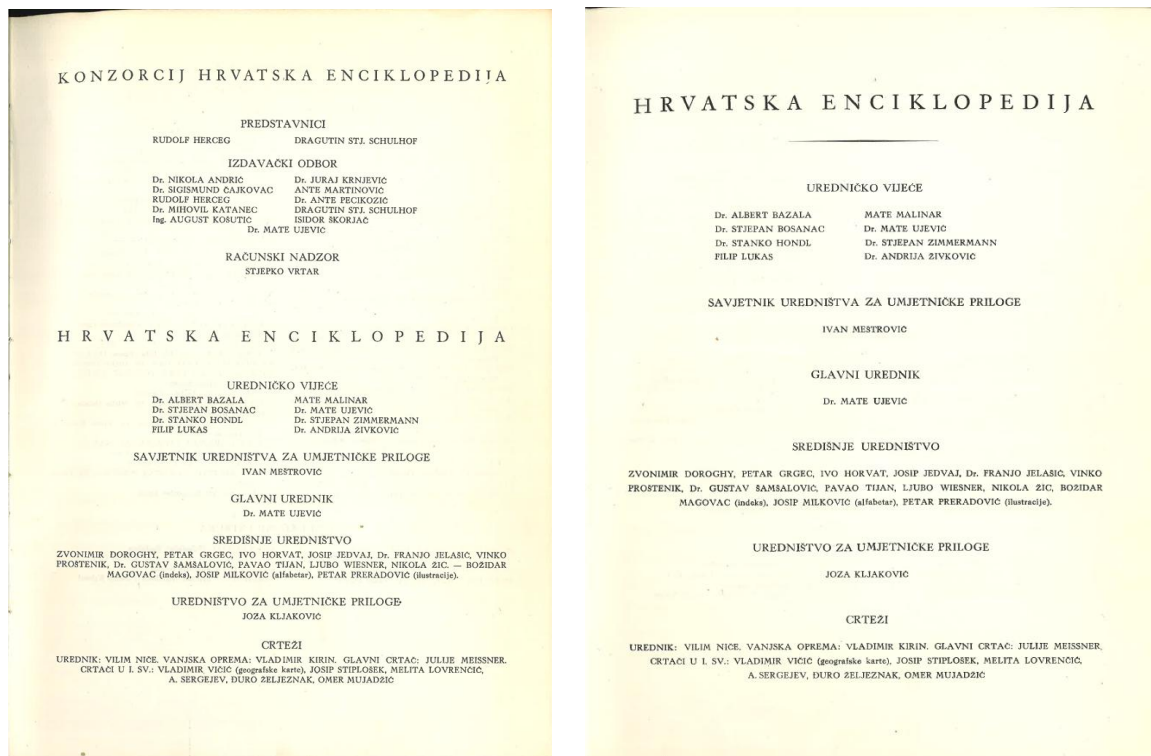 KONZORCIJ HRVATSKA ENCIKLOPEDIJA
PREDSTAVNICI
RUDOLF HERCEG DRAGUTIN STJ. SCHULHOF
IZDAVAČKI ODBOR
Dr. NIKOLA ANDRIĆ Dr. JURAJ KRNJEVIĆ
Dr. SIGISMUND ČAJKOVAC ANTE MARTINOVIĆ
RUDOLF HERCEG Dr. ANTE PECIKOZIĆ
Dr. MIHOVIL KATANEC DRAGUTIN STJ. SCHULHOF
Ing. AUGUST KOŠUTIĆ ISIDOR ŠKORJAČ
Dr. MATE UJEVIĆ
RAČUNSKI NADZOR
STJEPKO VRTAR
HRVATSKA ENCIKLOPEDIJA
UREDNIČKO VIJEĆE
Dr. ALBERT BAZALA MATE MALINAR
Dr. STJEPAN BOSANAC Dr. MATE UJEVIĆ
Dr. STANKO HONDL Dr. STJEPAN ZIMMERMANN
FILIP LUKAS Dr. ANDRIJA ŽIVKOVIĆ
SAVJETNIK UREDNIŠTVA ZA UMJETNIČKE PRILOGE
IVAN MEŠTROVIĆ
GLAVNI UREDNIK
Dr. MATE UJEVIĆ
SREDIŠNJE UREDNIŠTVO
ZVONIMIR DOROGHY, PETAR GRGEC, IVO HORVAT, JOSIP JEDVAJ, Dr. FRANJO JELAŠIĆ, VINKO
PROŠTENIK, Dr. GUSTAV ŠAMŠALOVIĆ, PAVAO TIJAN, LJUBO WIESNER, NIKOLA ŽIC. — BOŽIDAR
MAGOVAC (indeks), JOSIP MILKOVIĆ (alfabetar), PETAR PRERADOVIĆ (ilustracije).
UREDNIŠTVO ZA UMJETNIČKE PRILOGE
JOZA KLJAKOVIĆ
CRTEŽI
UREDNIK: VILIM NIČE. VANJSKA OPREMA: VLADIMIR KIRIN. GLAVNI CRTAČ: JULIJE MEISSNER.
CRTAČI U I. SV.: VLADIMIR VIČIĆ (geografske karte), JOSIP STIPLOŠEK, MELITA LOVRENČIĆ,
A. SERGEJEV, ĐURO ŽELJEZNAK, OMER MUJADŽIĆ
HRVATSKA ENCIKLOPEDIJA
UREDNIČKO VIJEĆE
Dr. ALBERT BAZALA MATE MALINAR
Dr. STJEPAN BOSANAC Dr. MATE UJEVIĆ
Dr. STANKO HONDL Dr. STJEPAN ZIMMERMANN
FILIP LUKAS Dr. ANDRIJA ŽIVKOVIĆ
SAVJETNIK UREDNIŠTVA ZA UMJETNIČKE PRILOGE
IVAN MEŠTROVIĆ
GLAVNI UREDNIK
Dr. MATE UJEVIĆ
SREDIŠNJE UREDNIŠTVO
ZVONIMIR DOROGHY, PETAR GRGEC, IVO HORVAT, JOSIP JEDVAJ, Dr. FRANJO JELAŠIĆ, VINKO
PROŠTENIK, Dr. GUSTAV ŠAMŠALOVIĆ, PAVAO TIJAN, LJUBO WIESNER, NIKOLA ŽIC, BOŽIDAR
MAGOVAC (indeks), JOSIP MILKOVIĆ (alfabetar), PETAR PRERADOVIĆ (ilustracije).
UREDNIŠTVO ZA UMJETNIČKE PRILOGE
JOZA KLJAKOVIĆ
CRTEŽI
UREDNIK: VILIM NIČE. VANJSKA OPREMA: VLADIMIR KIRIN. GLAVNI CRTAČ: JULIJE MEISSNER.
CRTAČI U I. SV.: VLADIMIR VIČIĆ (geografske karte), JOSIP STIPLOŠEK, MELITA LOVRENČIĆ,
A. SERGEJEV, ĐURO ŽELJEZNAK, OMER MUJADŽIĆ